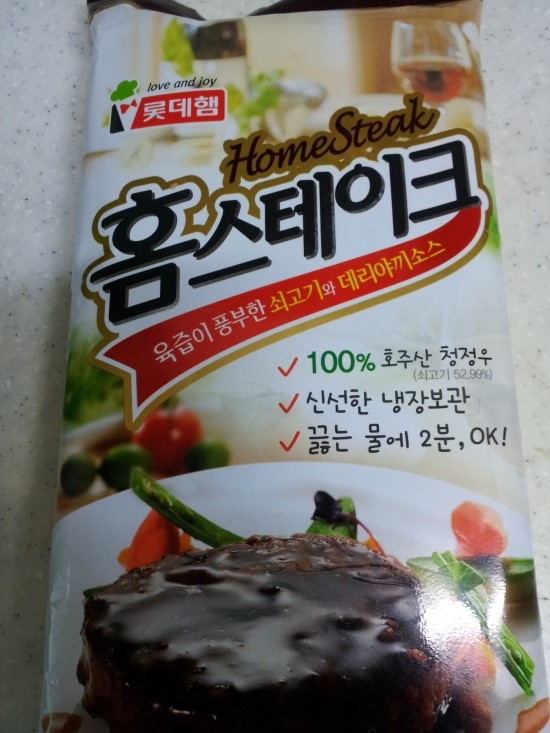 love and joy
롯데햄
HomeSteak
홈스테이크
육즙이 풍부한 쇠고기와 데리야끼소스
100% 호주산 청정우
(쇠고기 52.99%)
신선한 냉장보관
끓는 물에 2분, OK!